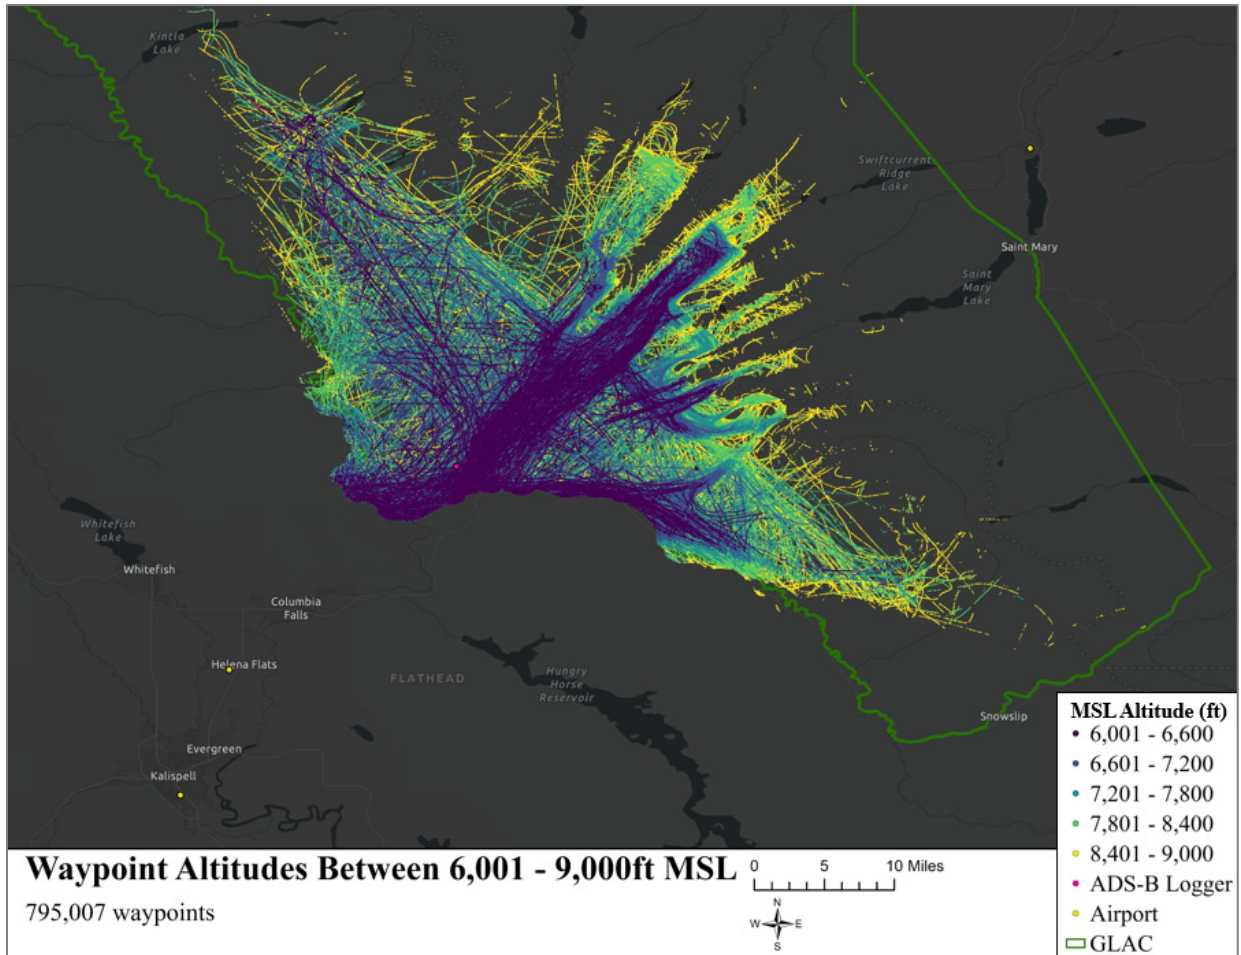 Kintla
Lake
Swiftcurrent
Ridge
Lake
Saint Mary
Saint
Mary
Lake
Whitefish
Lake
Whitefish
Columbia
Falls
Helena Flats
FLATHEAD
Hungry
Horse
Reservoir
Snowslip
Evergreen
Kalispell
MSL Altitude (ft)
6,001 - 6,600
6,601 - 7,200
7,201 - 7,800
7,801 - 8,400
8,401 - 9,000
ADS-B Logger
Airport
GLAC
Waypoint Altitudes Between 6,001 - 9,000ft MSL
795,007 waypoints
0 5 10 Miles
N
W E
S